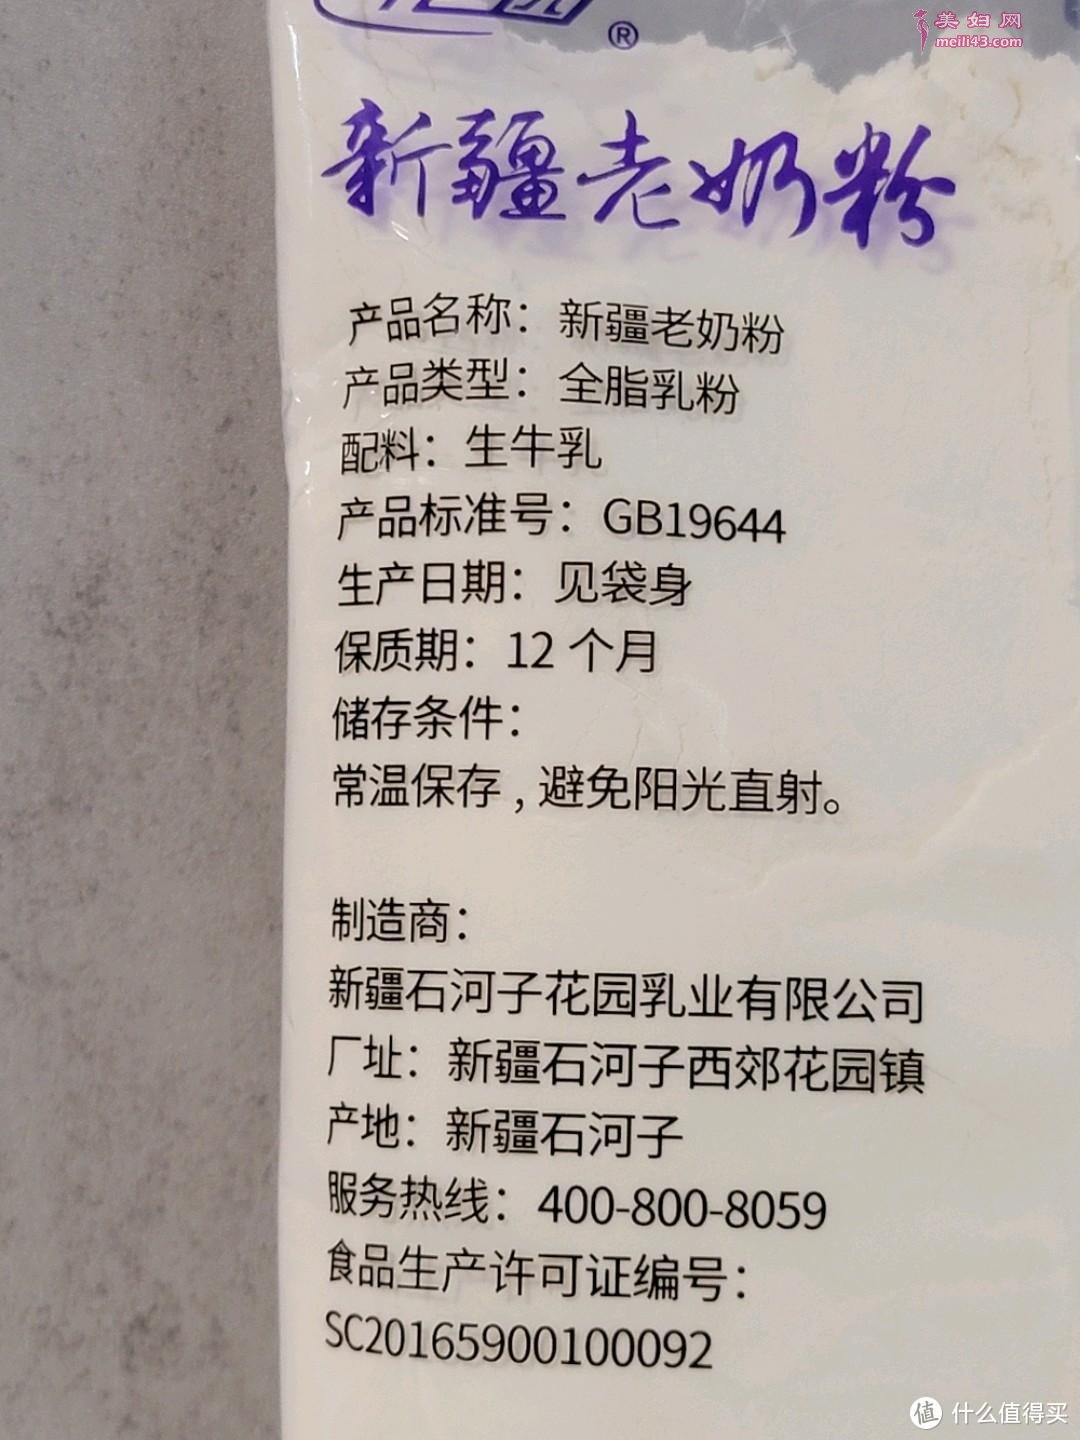 美妇网
meili43.com
®
新疆老奶粉
产品名称：新疆老奶粉
产品类型：全脂乳粉
配料：生牛乳
产品标准号：GB19644
生产日期：见袋身
保质期：12 个月
储存条件：
常温保存，避免阳光直射。
制造商：
新疆石河子花园乳业有限公司
厂址：新疆石河子西郊花园镇
产地：新疆石河子
服务热线：400-800-8059
食品生产许可证编号：
SC20165900100092
值 什么值得买